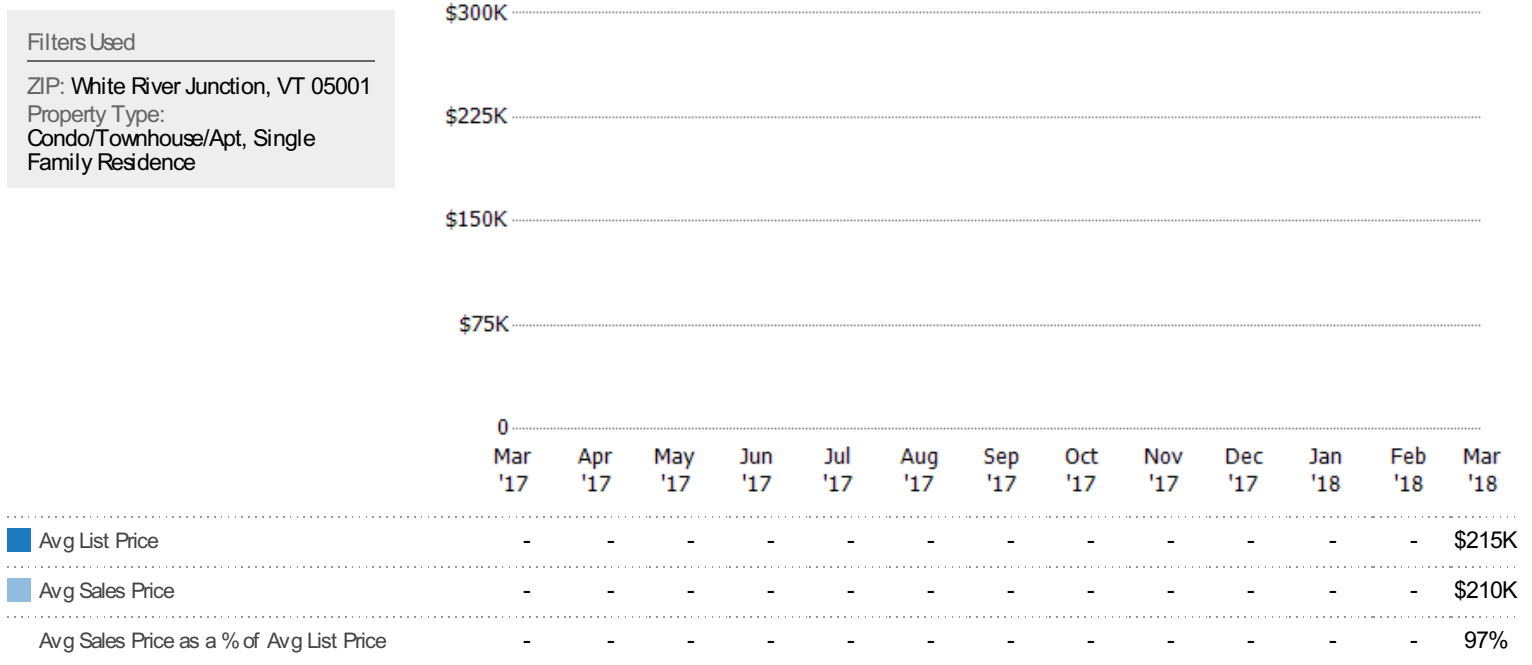 Filters Used
ZIP: White River Junction, VT 05001
Property Type:
Condo/Townhouse/Apt, Single
Family Residence
$300K
$225K
$150K
$75K
0
Mar Apr May Jun Jul Aug Sep Oct Nov Dec Jan Feb Mar
'17 '17 '17 '17 '17 '17 '17 '17 '17 '17 '18 '18 '18
Avg List Price - - - - - - - - - - - - $215K
Avg Sales Price - - - - - - - - - - - - $210K
Avg Sales Price as a % of Avg List Price - - - - - - - - - - - - 97%